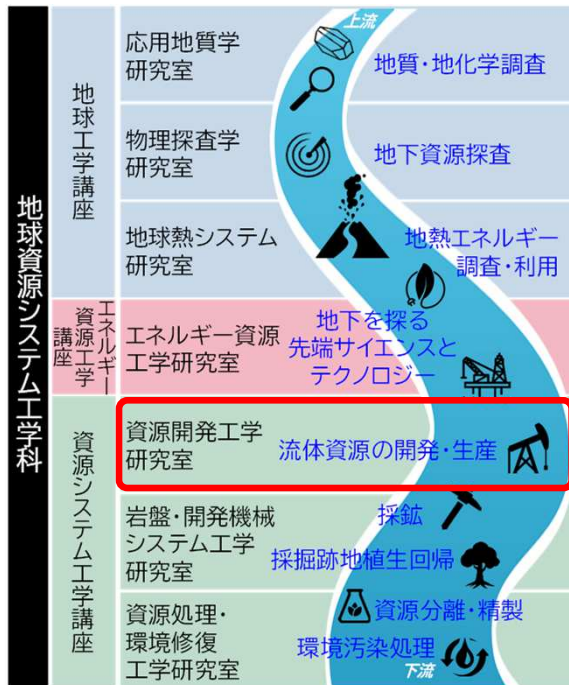 地球資源システム工学科
地球工学講座
応用地質学
研究室
上流
地質・地化学調査
物理探査学
研究室
地下資源探査
地球熱システム
研究室
地熱エネルギー
調査・利用
エネルギー
資源工学
講座
エネルギー資源
工学研究室
地下を探る
先端サイエンスと
テクノロジー
資源システム工学講座
資源開発工学
研究室
流体資源の開発・生産
岩盤・開発機械
システム工学
研究室
採鉱
採掘跡地植生回帰
資源処理・
環境修復
工学研究室
資源分離・精製
環境汚染処理
下流